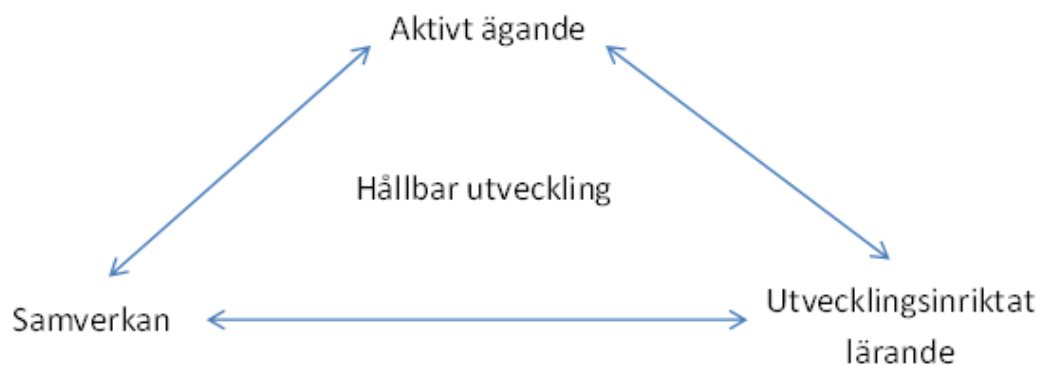 Aktivt ägande
Hållbar utveckling
Samverkan
Utvecklingsinriktat
lärande